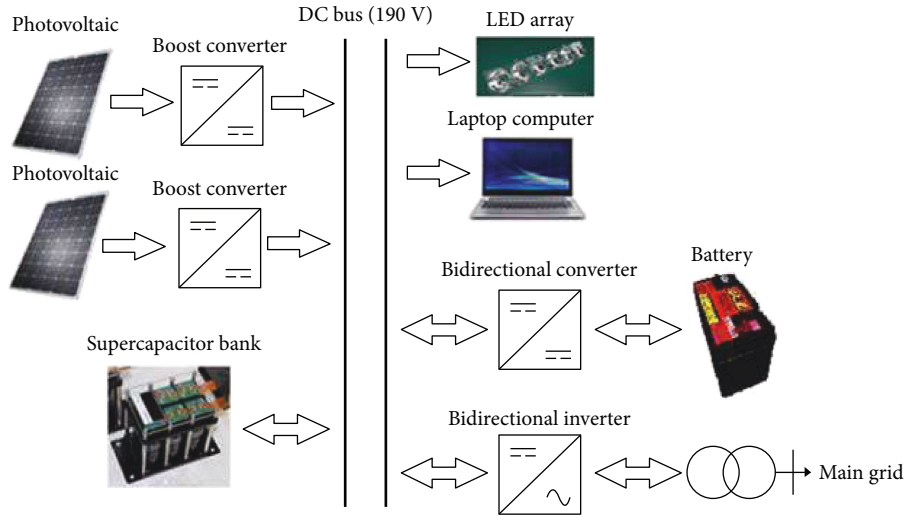 Photovoltaic
Boost converter
DC bus (190 V)
LED array
Laptop computer
Photovoltaic
Boost converter
Bidirectional converter
Battery
Supercapacitor bank
Bidirectional inverter
Main grid